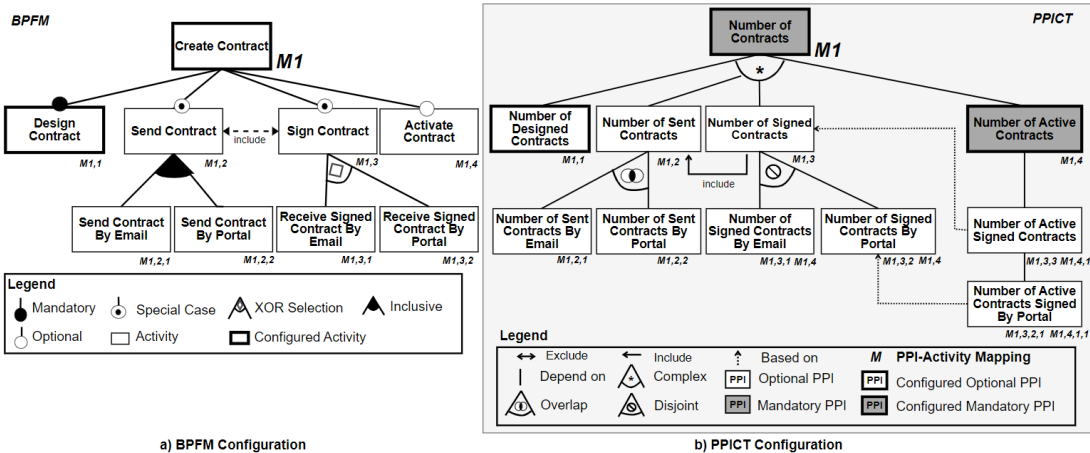 BPFM
Create Contract
M1
Design
Contract
M1,1
Send Contract
M1,2
include
Sign Contract
M1,3
Activate
Contract
M1,4
Send Contract
By Email
M1,2,1
Send Contract
By Portal
M1,2,2
Receive Signed
Contract By Email
M1,3,1
Receive Signed
Contract By
Portal
M1,3,2
Legend
Mandatory
Special Case
XOR Selection
Inclusive
Optional
Activity
Configured Activity
a) BPFM Configuration
PPICT
Number of
Contracts
M1
*
Number of
Designed
Contracts
M1,1
Number of Sent
Contracts
M1,2
include
Number of Signed
Contracts
M1,3
Number of Active
Contracts
M1,4
Number of Sent
Contracts By Email
M1,2,1
Number of Sent
Contracts By Portal
M1,2,2
Number of
Signed Contracts
By Email
M1,3,1 M1,4
Number of Signed
Contracts By
Portal
M1,3,2 M1,4
Number of Active
Signed Contracts
M1,3,3 M1,4,1
Number of Active
Contracts Signed
By Portal
M1,3,2,1 M1,4,1,1
Legend
Exclude
Include
Based on
M PPI-Activity Mapping
Depend on
* Complex
PPI Optional PPI
PPI Configured Optional PPI
Overlap
Disjoint
PPI Mandatory PPI
PPI Configured Mandatory PPI
b) PPICT Configuration